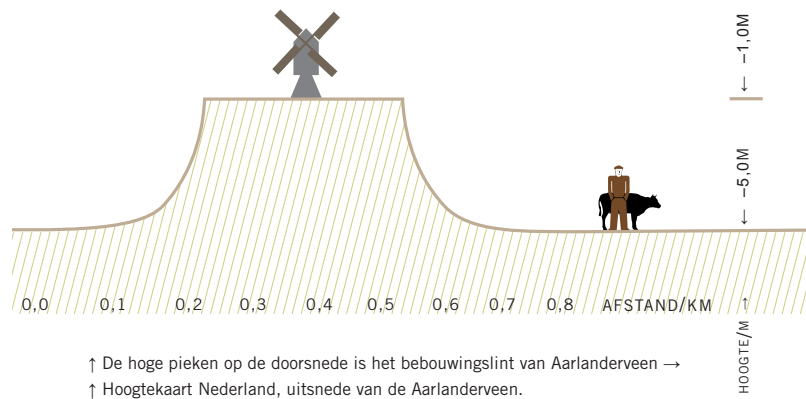 ↓ –1,0M
↓ –5,0M
0,0 0,1 0,2 0,3 0,4 0,5 0,6 0,7 0,8 AFSTAND/KM
HOOGTE/M ↑
↑ De hoge pieken op de doorsnede is het bebouwingslint van Aarlanderveen →
↑ Hoogtekaart Nederland, uitsnede van de Aarlanderveen.